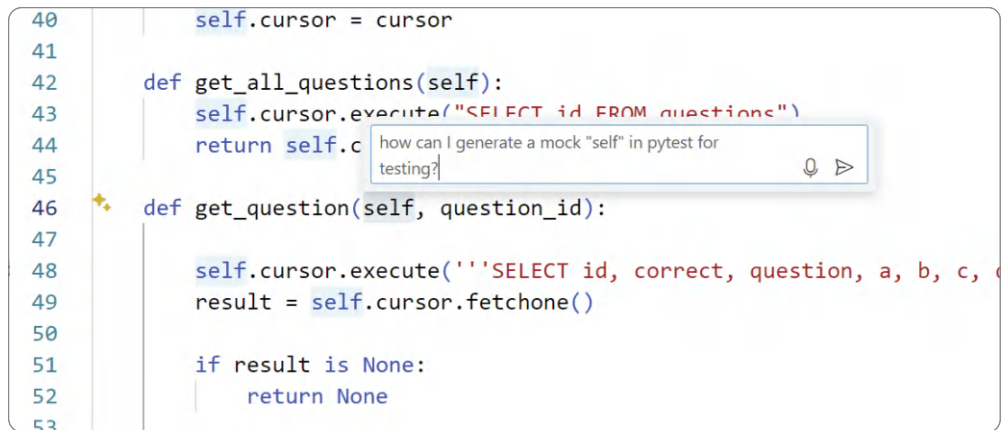 40 self.cursor = cursor
41
42 def get_all_questions(self):
43 self.cursor.execute("SELECT id FROM questions")
44 return self.c
how can I generate a mock "self" in pytest for
testing?
45
46 def get_question(self, question_id):
47
48 self.cursor.execute('''SELECT id, correct, question, a, b, c,
49 result = self.cursor.fetchone()
50
51 if result is None:
52 return None
53